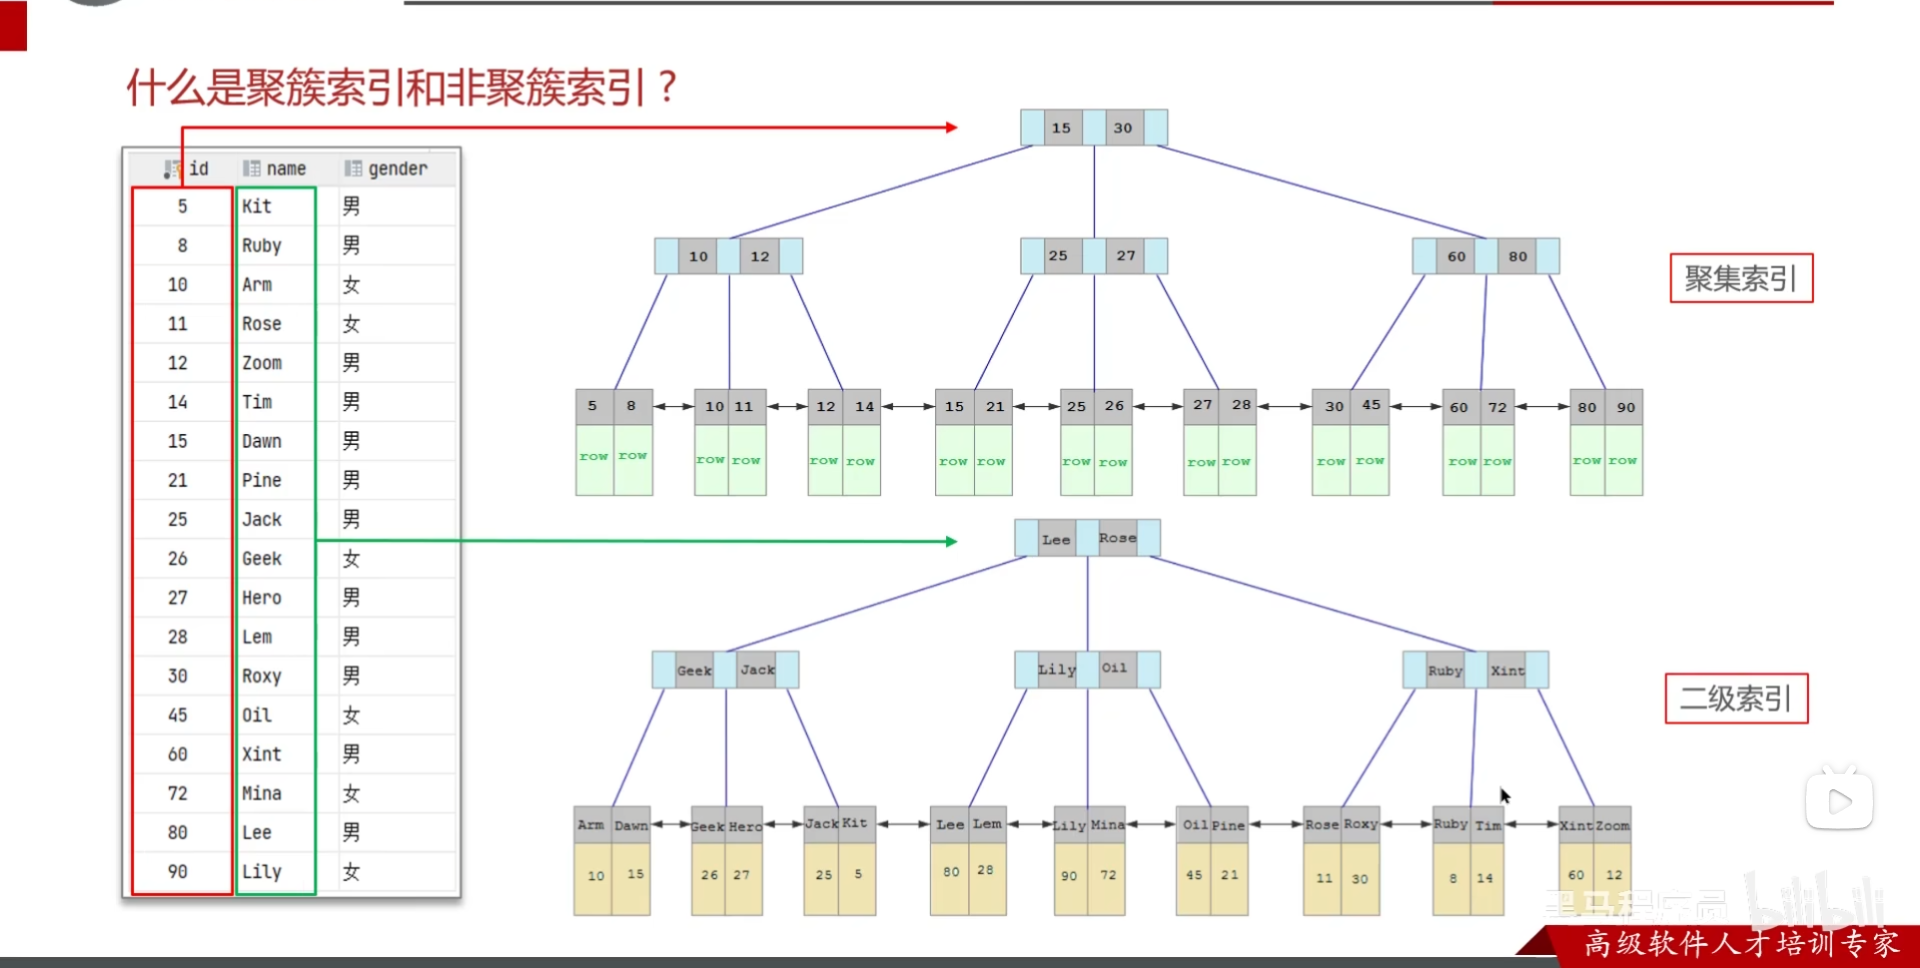 什么是聚簇索引和非聚簇索引？
id name gender
5 Kit 男
8 Ruby 男
10 Arm 女
11 Rose 女
12 Zoom 男
14 Tim 男
15 Dawn 男
21 Pine 男
25 Jack 男
26 Geek 女
27 Hero 男
28 Lem 男
30 Roxy 男
45 Oil 女
60 Xint 男
72 Mina 女
80 Lee 男
90 Lily 女
15 30
10 12 25 27 60 80
聚集索引
5 8 10 11 12 14 15 21 25 26 27 28 30 45 60 72 80 90
row row row row row row row row row row row row row row row row row row
Lee Rose
Geek Jack Lily Oil Ruby Xint
二级索引
Arm Dawn Geek Hero Jack Kit Lee Lem Lily Mina Oil Pine Rose Roxy Ruby Tim Xint Zoom
10 15 26 27 25 5 80 28 90 72 45 21 11 30 8 14 60 12
黑马程序员 bilibili
高级软件人才培训专家